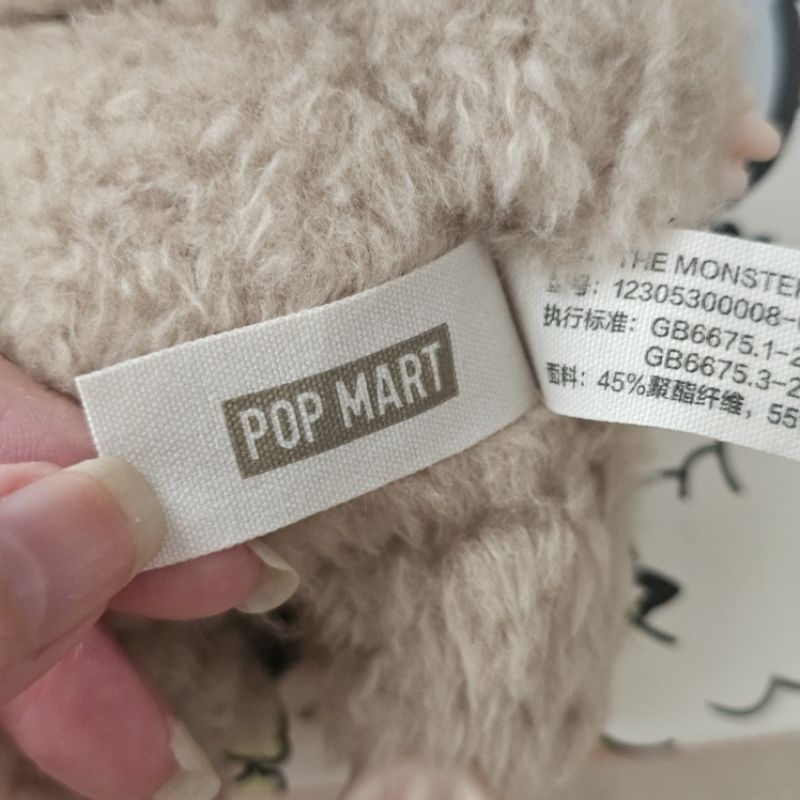 POP MART
THE MONSTER
型号：12305300008-
执行标准：GB6675.1-2
GB6675.3-2
面料：45%聚酯纤维，55